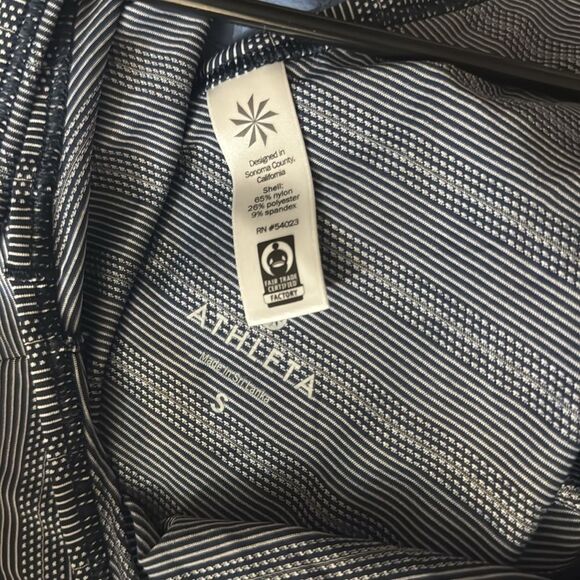 Designed in
Sonoma County,
California
Shell:
65% nylon
26% polyester
9% spandex
RN #54023
FAIR TRADE
CERTIFIED
FACTORY
ATHLETA
Made in Sri Lanka
S